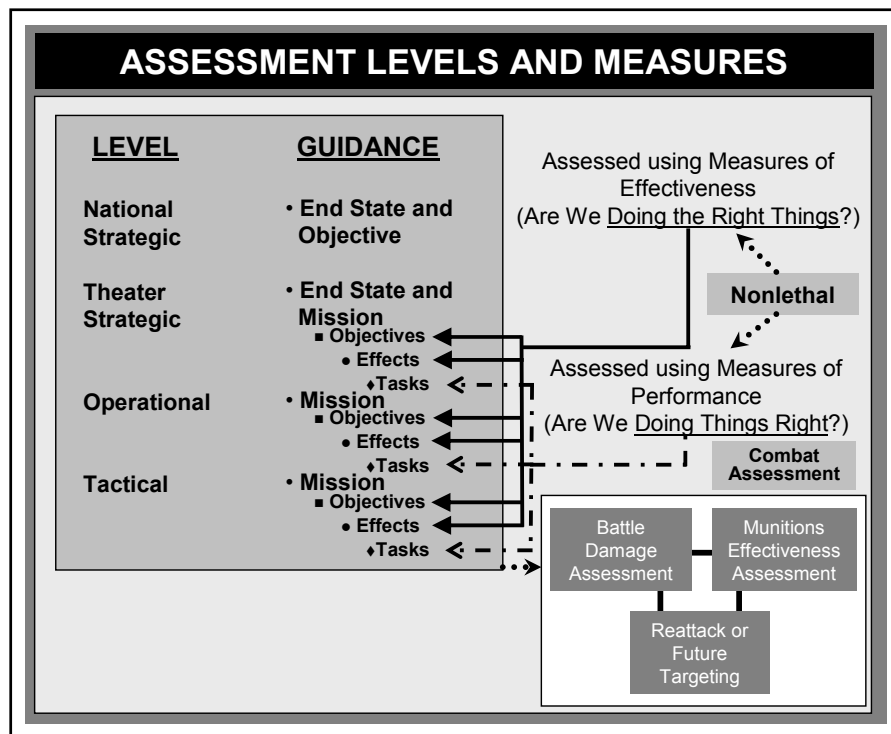 ASSESSMENT LEVELS AND MEASURES
LEVEL
GUIDANCE
National
Strategic
• End State and
Objective
Theater
Strategic
• End State and
Mission
■ Objectives
● Effects
♦Tasks
Operational
• Mission
■ Objectives
● Effects
♦Tasks
Tactical
• Mission
■ Objectives
● Effects
♦Tasks
Assessed using Measures of
Effectiveness
(Are We Doing the Right Things?)
Nonlethal
Assessed using Measures of
Performance
(Are We Doing Things Right?)
Combat
Assessment
Battle
Damage
Assessment
Munitions
Effectiveness
Assessment
Reattack or
Future
Targeting